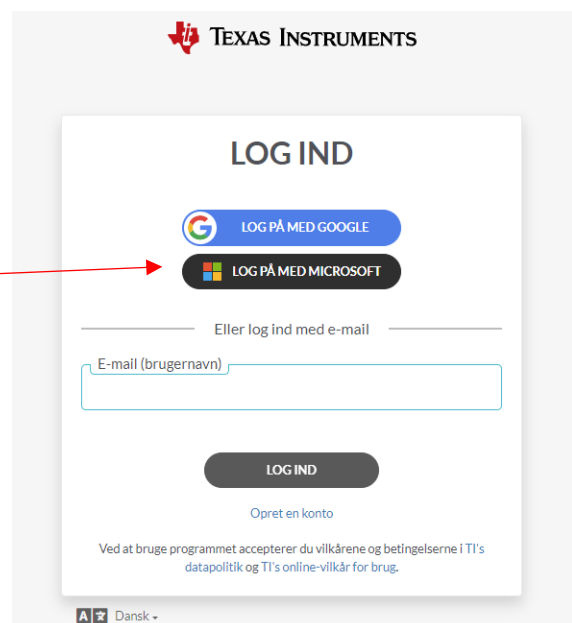 TEXAS INSTRUMENTS
LOG IND
LOG PÅ MED GOOGLE
LOG PÅ MED MICROSOFT
Eller log ind med e-mail
E-mail (brugernavn)
LOG IND
Opret en konto
Ved at bruge programmet accepterer du vilkårene og betingelserne i TI's
datapolitik og TI's online-vilkår for brug.
Dansk